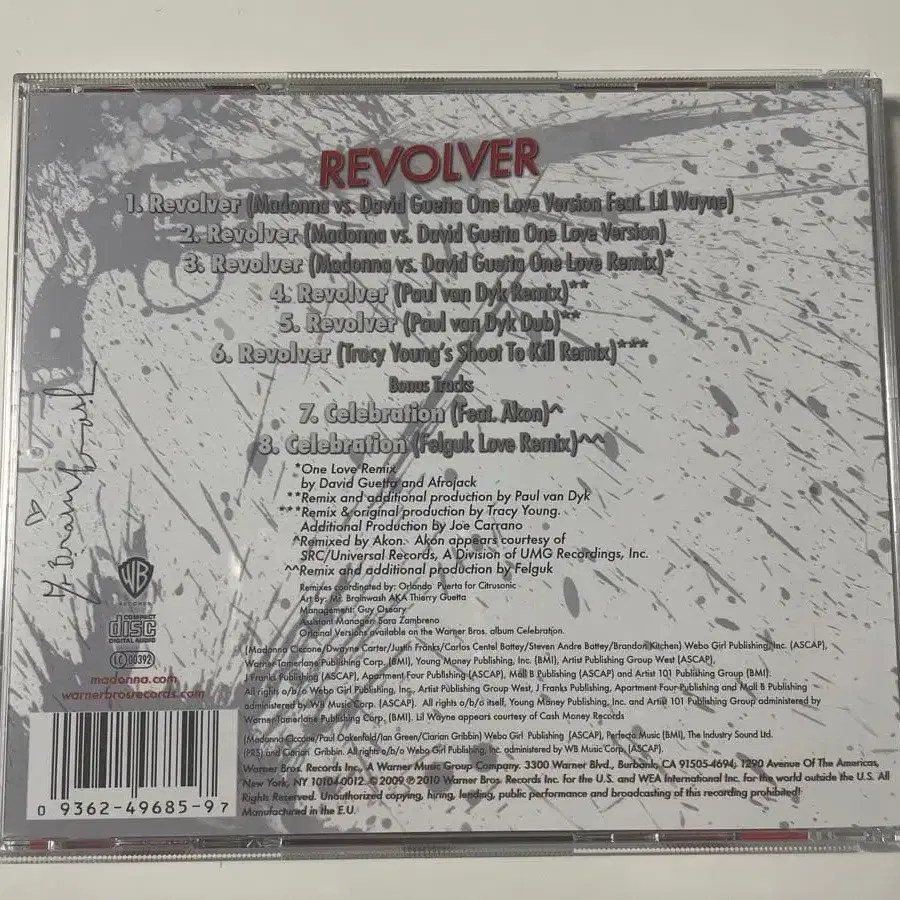 REVOLVER
1. Revolver (Madonna vs. David Guetta One Love Version Feat. Lil Wayne)
2. Revolver (Madonna vs. David Guetta One Love Version)
3. Revolver (Madonna vs. David Guetta One Love Remix)*
4. Revolver (Paul van Dyk Remix)**
5. Revolver (Paul van Dyk Dub)**
6. Revolver (Tracy Young's Shoot To Kill Remix)***
Bonus Tracks
7. Celebration (Feat. Akon)^
8. Celebration (Felguk Love Remix)^^
*One Love Remix
by David Guetta and Afrojack
**Remix and additional production by Paul van Dyk
***Remix & original production by Tracy Young.
Additional Production by Joe Carrano
^Remixed by Akon. Akon appears courtesy of
SRC/Universal Records, A Division of UMG Recordings, Inc.
^^Remix and additional production by Felguk
Remixes coordinated by: Orlando Puerta for Citrusonic
Art By: Mr. Brainwash AKA Thierry Guetta
Management: Guy Oseary
Assistant Manager: Sara Zambreno
Original Versions available on the Warner Bros. album Celebration.
(Madonna Ciccone/Dwayne Carter/Justin Franks/Carlos Centel Battey/Steven Andre Battey/Brandon Kitchen) Webo Girl Publishing, Inc. (ASCAP),
Warner-Tamerlane Publishing Corp. (BMI), Young Money Publishing, Inc. (BMI), Artist Publishing Group West (ASCAP),
J Franks Publishing (ASCAP), Apartment Four Publishing (ASCAP), Mall B Publishing (ASCAP) and Artist 101 Publishing Group (BMI).
All rights o/b/o Webo Girl Publishing, Inc., Artist Publishing Group West, J Franks Publishing, Apartment Four Publishing and Mall B Publishing
administered by WB Music Corp. (ASCAP). All rights o/b/o itself, Young Money Publishing, Inc. and Artist 101 Publishing Group administered by
Warner-Tamerlane Publishing Corp. (BMI). Lil Wayne appears courtesy of Cash Money Records
(Madonna Ciccone/Paul Oakenfold/Ian Green/Ciaran Gribbin) Webo Girl Publishing (ASCAP), Perfecto Music (BMI), The Industry Sound Ltd.
(PRS) and Ciaran Gribbin. All rights o/b/o Webo Girl Publishing, Inc. administered by WB Music Corp. (ASCAP).
Warner Bros. Records Inc., A Warner Music Group Company. 3300 Warner Blvd., Burbank, CA 91505-4694; 1290 Avenue Of The Americas,
New York, NY 10104-0012. © 2009 ℗ 2010 Warner Bros. Records Inc. for the U.S. and WEA International Inc. for the world outside the U.S. All
Rights Reserved. Unauthorized copying, hiring, lending, public performance and broadcasting of this recording prohibited!
Manufactured in the E.U.
Mr Brainwash
WB
RECORDS
COMPACT
disc
DIGITAL AUDIO
LC 00392
madonna.com
warnerbrosrecords.com
0 93624-96859-7